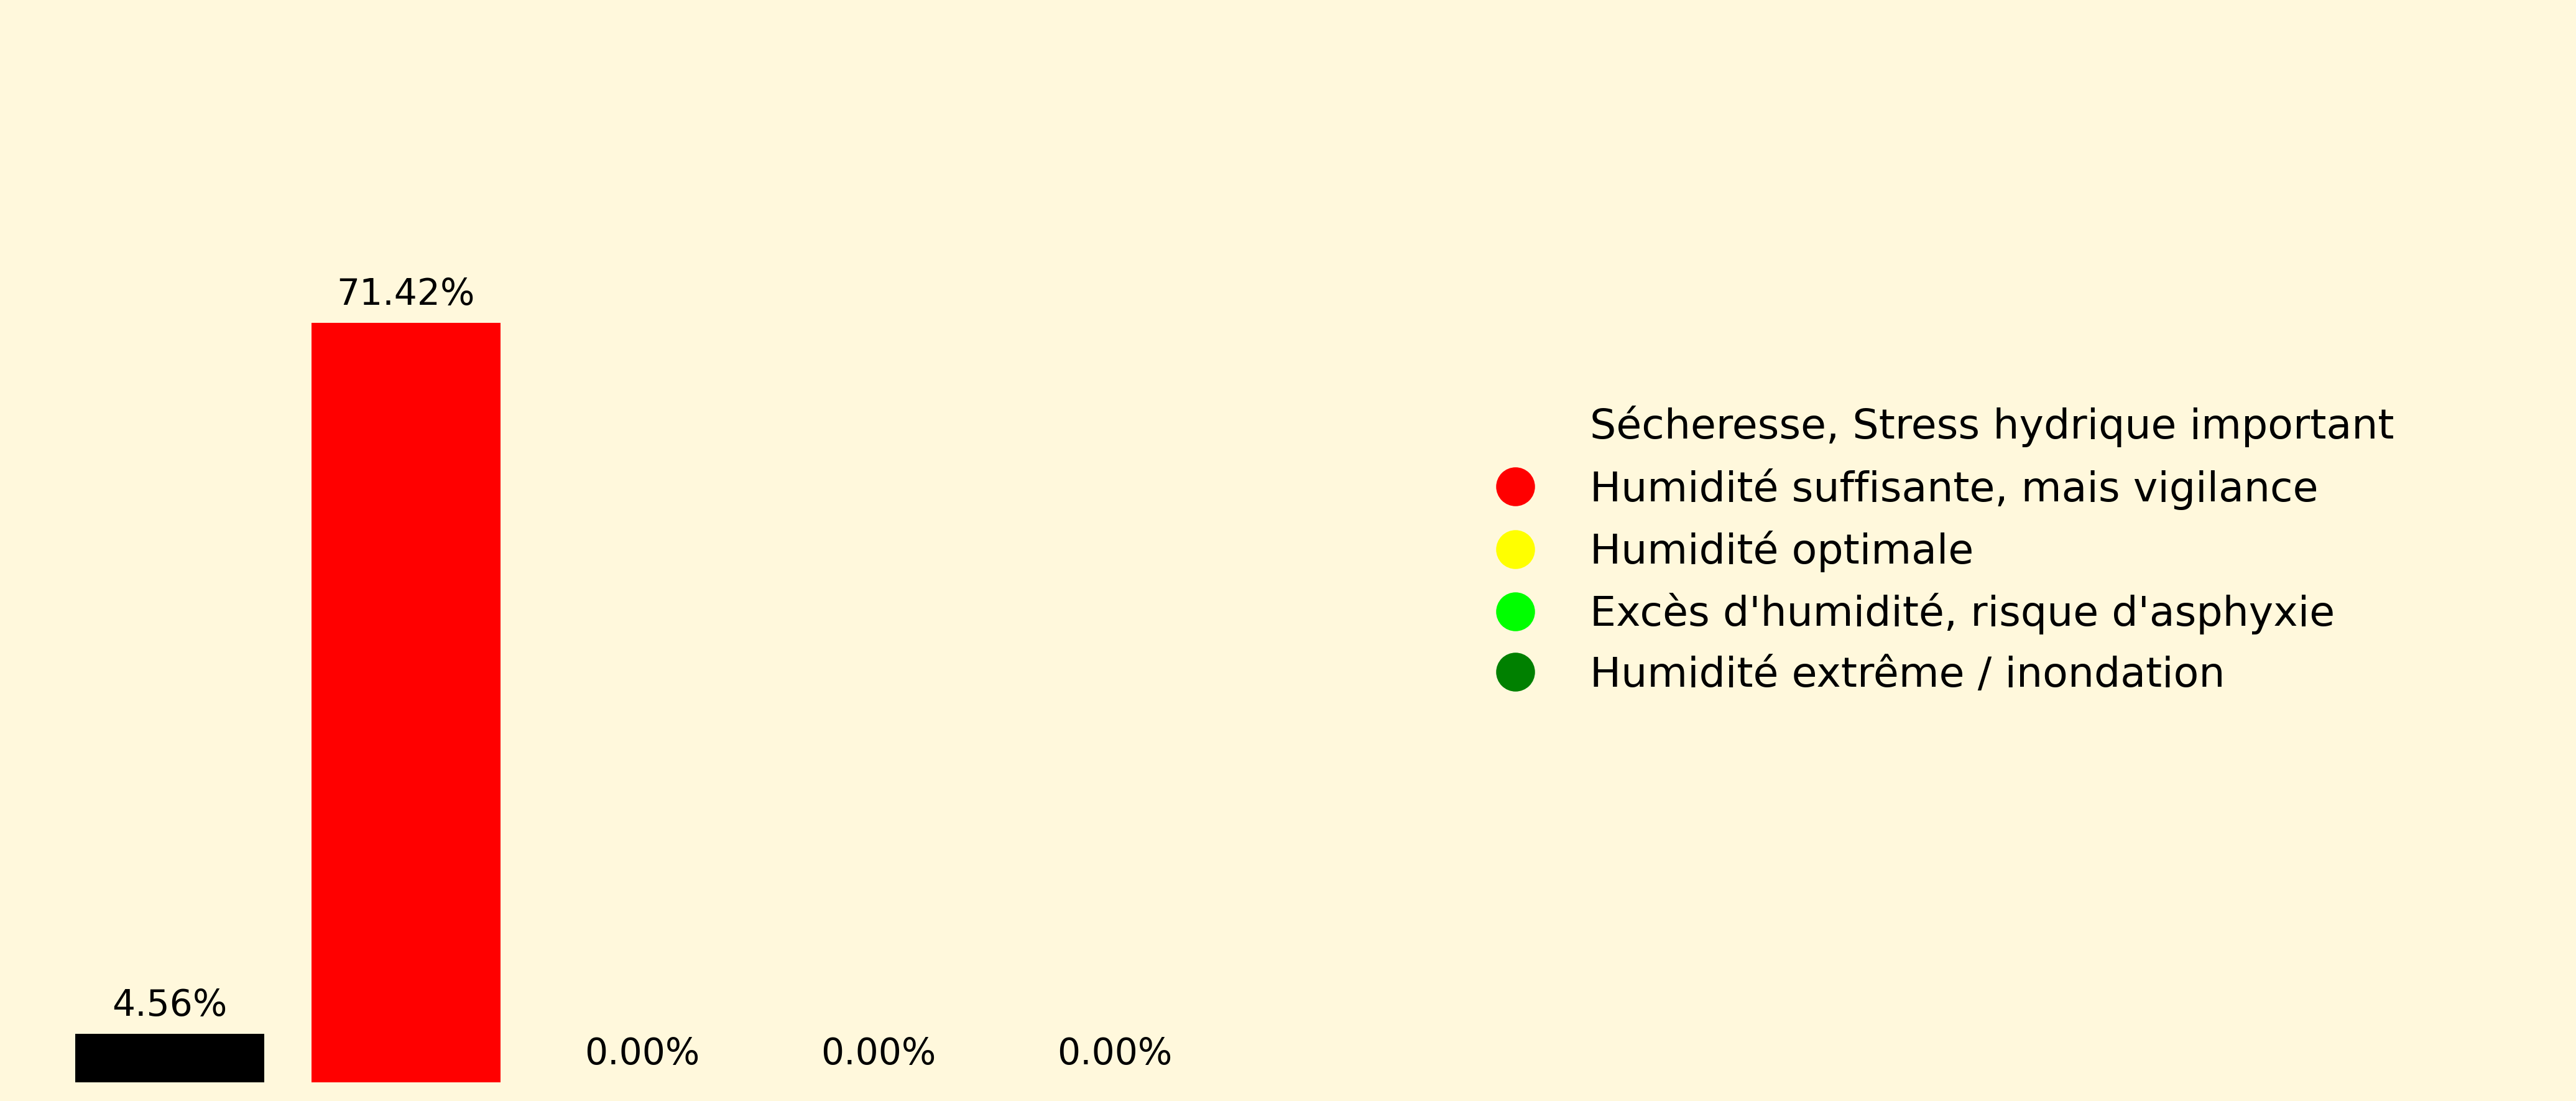 71.42%
4.56%
0.00%
0.00%
0.00%
Sécheresse, Stress hydrique important
Humidité suffisante, mais vigilance
Humidité optimale
Excès d'humidité, risque d'asphyxie
Humidité extrême / inondation